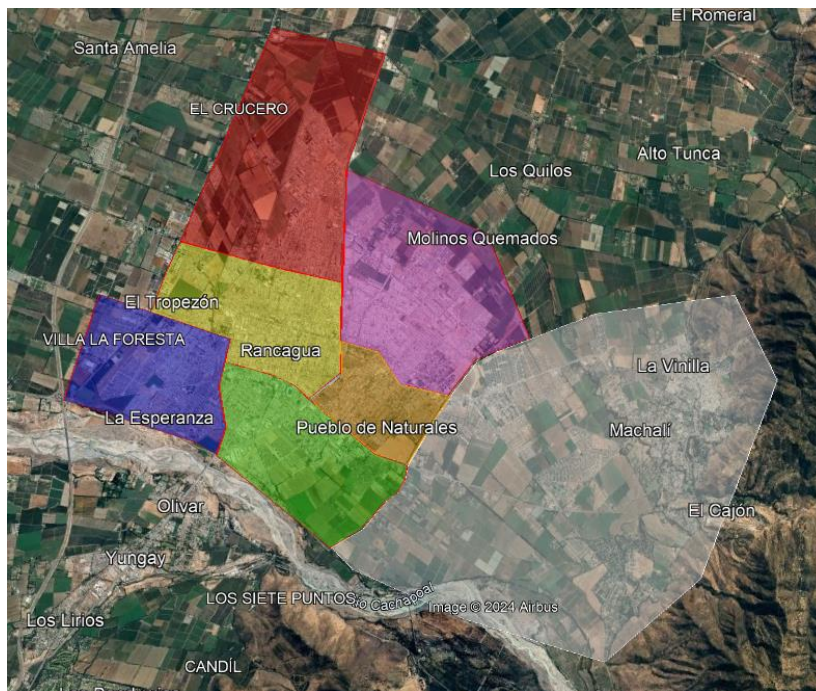 El Romeral
Santa Amelia
EL CRUCERO
Alto Tunca
Los Quilos
Molinos Quemados
El Tropezón
VILLA LA FORESTA
Rancagua
La Vinilla
La Esperanza
Pueblo de Naturales
Machalí
Olivar
El Cajón
Yungay
LOS SIETE PUNTOS
Cachapoal
Image © 2024 Airbus
Los Lirios
CANDÍL